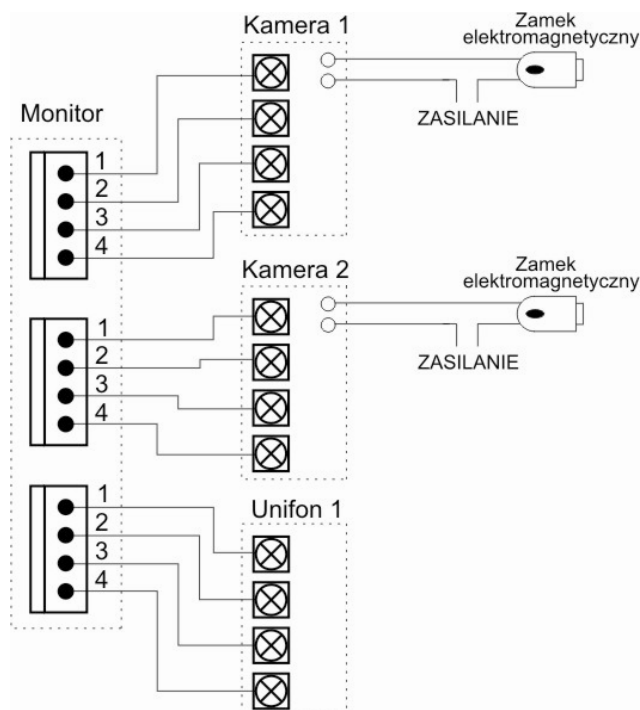 Kamera 1
Zamek
elektromagnetyczny
ZASILANIE
Monitor
1
2
3
4
Kamera 2
Zamek
elektromagnetyczny
ZASILANIE
1
2
3
4
Unifon 1
1
2
3
4